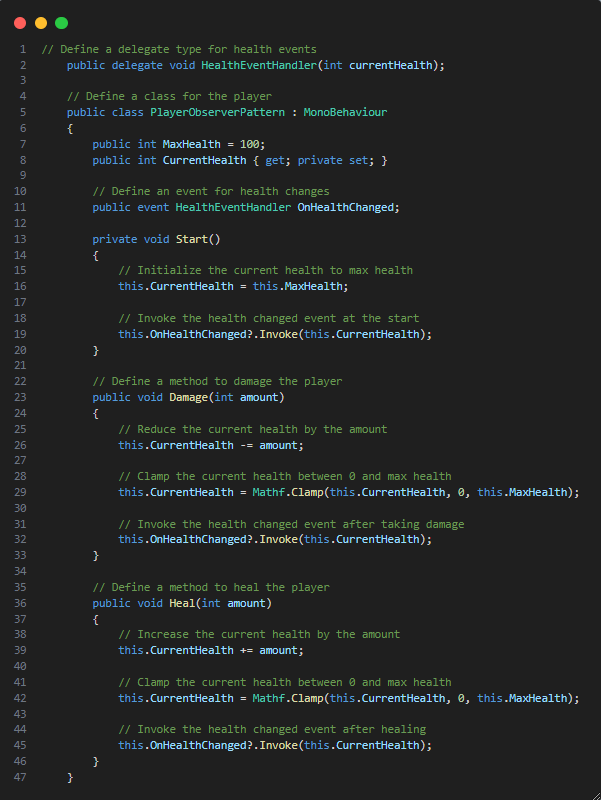 1 // Define a delegate type for health events
2 public delegate void HealthEventHandler(int currentHealth);
3
4 // Define a class for the player
5 public class PlayerObserverPattern : MonoBehaviour
6 {
7 public int MaxHealth = 100;
8 public int CurrentHealth { get; private set; }
9
10 // Define an event for health changes
11 public event HealthEventHandler OnHealthChanged;
12
13 private void Start()
14 {
15 // Initialize the current health to max health
16 this.CurrentHealth = this.MaxHealth;
17
18 // Invoke the health changed event at the start
19 this.OnHealthChanged?.Invoke(this.CurrentHealth);
20 }
21
22 // Define a method to damage the player
23 public void Damage(int amount)
24 {
25 // Reduce the current health by the amount
26 this.CurrentHealth -= amount;
27
28 // Clamp the current health between 0 and max health
29 this.CurrentHealth = Mathf.Clamp(this.CurrentHealth, 0, this.MaxHealth);
30
31 // Invoke the health changed event after taking damage
32 this.OnHealthChanged?.Invoke(this.CurrentHealth);
33 }
34
35 // Define a method to heal the player
36 public void Heal(int amount)
37 {
38 // Increase the current health by the amount
39 this.CurrentHealth += amount;
40
41 // Clamp the current health between 0 and max health
42 this.CurrentHealth = Mathf.Clamp(this.CurrentHealth, 0, this.MaxHealth);
43
44 // Invoke the health changed event after healing
45 this.OnHealthChanged?.Invoke(this.CurrentHealth);
46 }
47 }